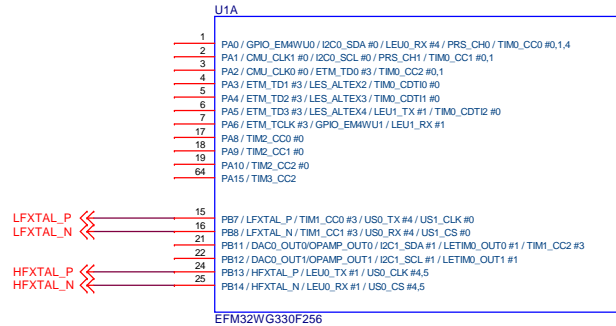 U1A
1 PA0 / GPIO_EM4WU0 / I2C0_SDA #0 / LEU0_RX #4 / PRS_CH0 / TIM0_CC0 #0,1,4
2 PA1 / CMU_CLK1 #0 / I2C0_SCL #0 / PRS_CH1 / TIM0_CC1 #0,1
3 PA2 / CMU_CLK0 #0 / ETM_TD0 #3 / TIM0_CC2 #0,1
4 PA3 / ETM_TD1 #3 / LES_ALTEX2 / TIM0_CDTI0 #0
5 PA4 / ETM_TD2 #3 / LES_ALTEX3 / TIM0_CDTI1 #0
6 PA5 / ETM_TD3 #3 / LES_ALTEX4 / LEU1_TX #1 / TIM0_CDTI2 #0
7 PA6 / ETM_TCLK #3 / GPIO_EM4WU1 / LEU1_RX #1
17 PA8 / TIM2_CC0 #0
18 PA9 / TIM2_CC1 #0
19 PA10 / TIM2_CC2 #0
64 PA15 / TIM3_CC2
LFXTAL_P 15 PB7 / LFXTAL_P / TIM1_CC0 #3 / US0_TX #4 / US1_CLK #0
LFXTAL_N 16 PB8 / LFXTAL_N / TIM1_CC1 #3 / US0_RX #4 / US1_CS #0
21 PB11 / DAC0_OUT0/OPAMP_OUT0 / I2C1_SDA #1 / LETIM0_OUT0 #1 / TIM1_CC2 #3
22 PB12 / DAC0_OUT1/OPAMP_OUT1 / I2C1_SCL #1 / LETIM0_OUT1 #1
HFXTAL_P 24 PB13 / HFXTAL_P / LEU0_TX #1 / US0_CLK #4,5
HFXTAL_N 25 PB14 / HFXTAL_N / LEU0_RX #1 / US0_CS #4,5
EFM32WG330F256